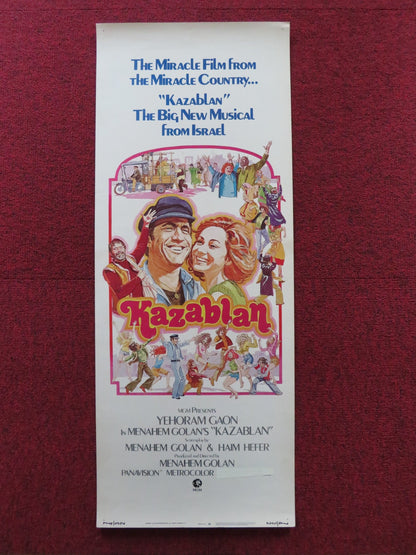 The Miracle Film from
the Miracle Country...
"Kazablan"
The Big New Musical
from Israel
Kazablan
MGM Presents
YEHORAM GAON
In MENAHEM GOLAN'S "KAZABLAN"
Screenplay by
MENAHEM GOLAN & HAIM HEFER
Produced and Directed by
MENAHEM GOLAN
PANAVISION® METROCOLOR
MGM